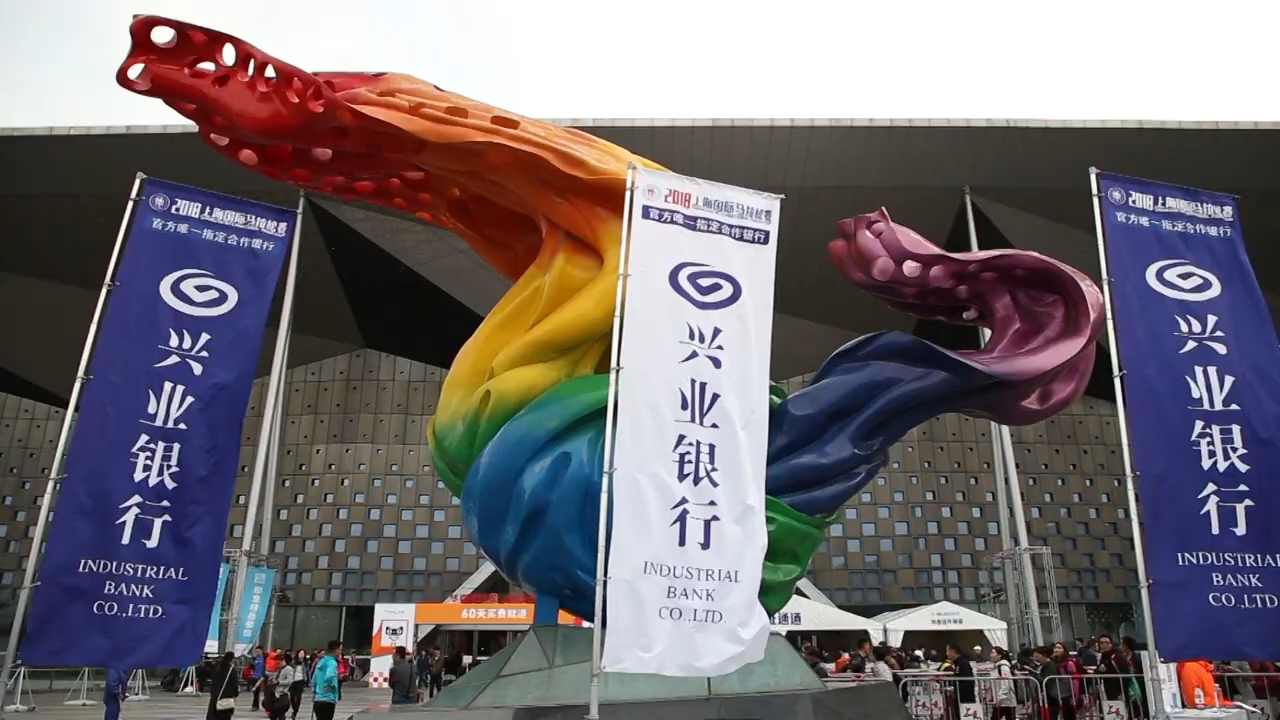 2018上海国际马拉松赛
官方唯一指定合作银行
兴业银行
INDUSTRIAL
BANK
CO.,LTD.
2018上海国际马拉松赛
官方唯一指定合作银行
兴业银行
INDUSTRIAL
BANK
CO.,LTD.
2018上海国际马拉松赛
官方唯一指定合作银行
兴业银行
INDUSTRIAL
BANK
CO.,LTD.
60天买贵就退
通道